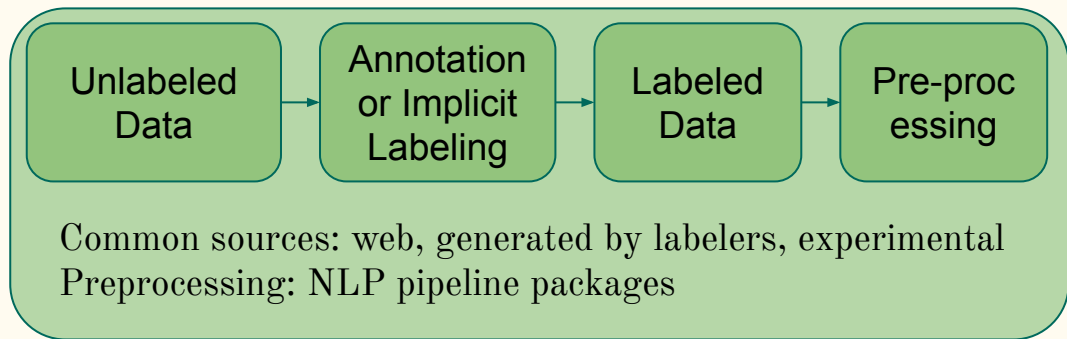 Unlabeled
Data
Annotation
or Implicit
Labeling
Labeled
Data
Pre-proc
essing
Common sources: web, generated by labelers, experimental
Preprocessing: NLP pipeline packages